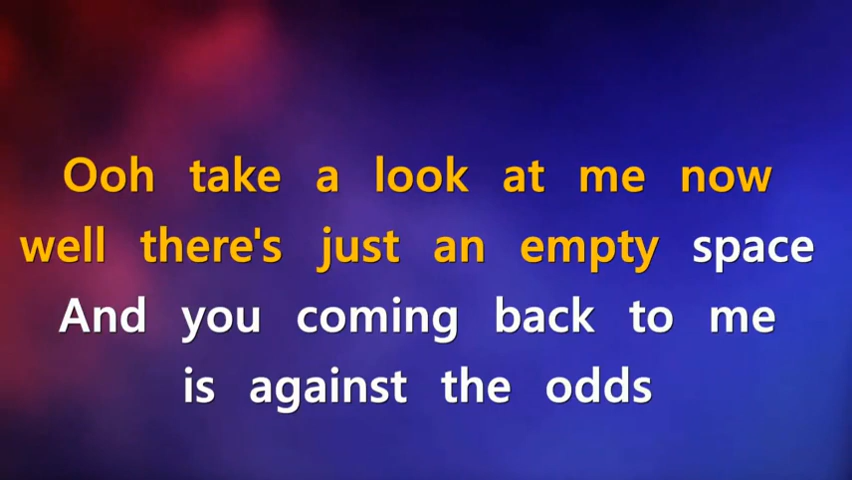 Ooh take a look at me now
well there's just an empty space
And you coming back to me
is against the odds